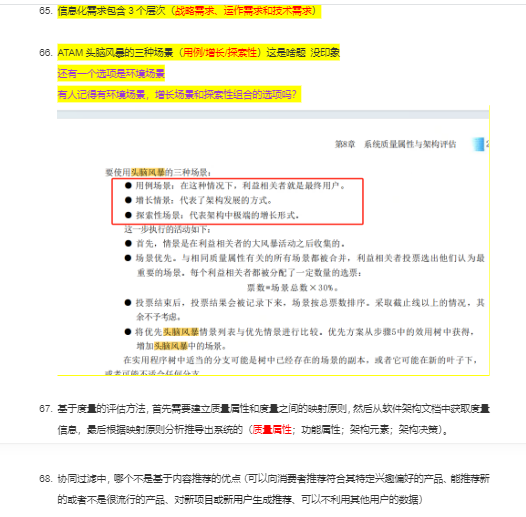 65. 信息化需求包含 3 个层次（战略需求、运作需求和技术需求）
66. ATAM 头脑风暴的三种场景（用例/增长/探索性）这是啥题 没印象
还有一个选项是环境场景
有人记得有环境场景，增长场景和探索性组合的选项吗？
第8章 系统质量属性与架构评估
要使用头脑风暴的三种场景：
● 用例场景：在这种情况下，利益相关者就是最终用户。
● 增长情景：代表了架构发展的方式。
● 探索性场景：代表架构中极端的增长形式。
这一步执行的活动如下：
● 首先，情景是在利益相关者的大风暴活动之后收集的。
● 场景优先。与相同质量属性有关的所有场景都被合并，利益相关者投票选出他们认为最
重要的场景。每个利益相关者都被分配了一定数量的选票：
票数=场景总数×30%。
● 投票结束后，投票结果会被记录下来，场景按总票数排序。采取截止线以上的情况，其
余不予考虑。
● 将优先头脑风暴情景列表与优先情景进行比较。优先方案从步骤5中的效用树中获得，
增加头脑风暴中的场景。
在实用程序树中适当的分支可能是树中已经存在的场景的副本，或者它可能在新的叶子下，
或者可能不适合任何分支
67. 基于度量的评估方法，首先需要建立质量属性和度量之间的映射原则，然后从软件架构文档中获取度量
信息，最后根据映射原则分析推导出系统的（质量属性；功能属性；架构元素；架构决策）。
68. 协同过滤中，哪个不是基于内容推荐的优点（可以向消费者推荐符合其特定兴趣偏好的产品、能推荐新
的或者不是很流行的产品、对新项目或新用户生成推荐、可以不利用其他用户的数据）